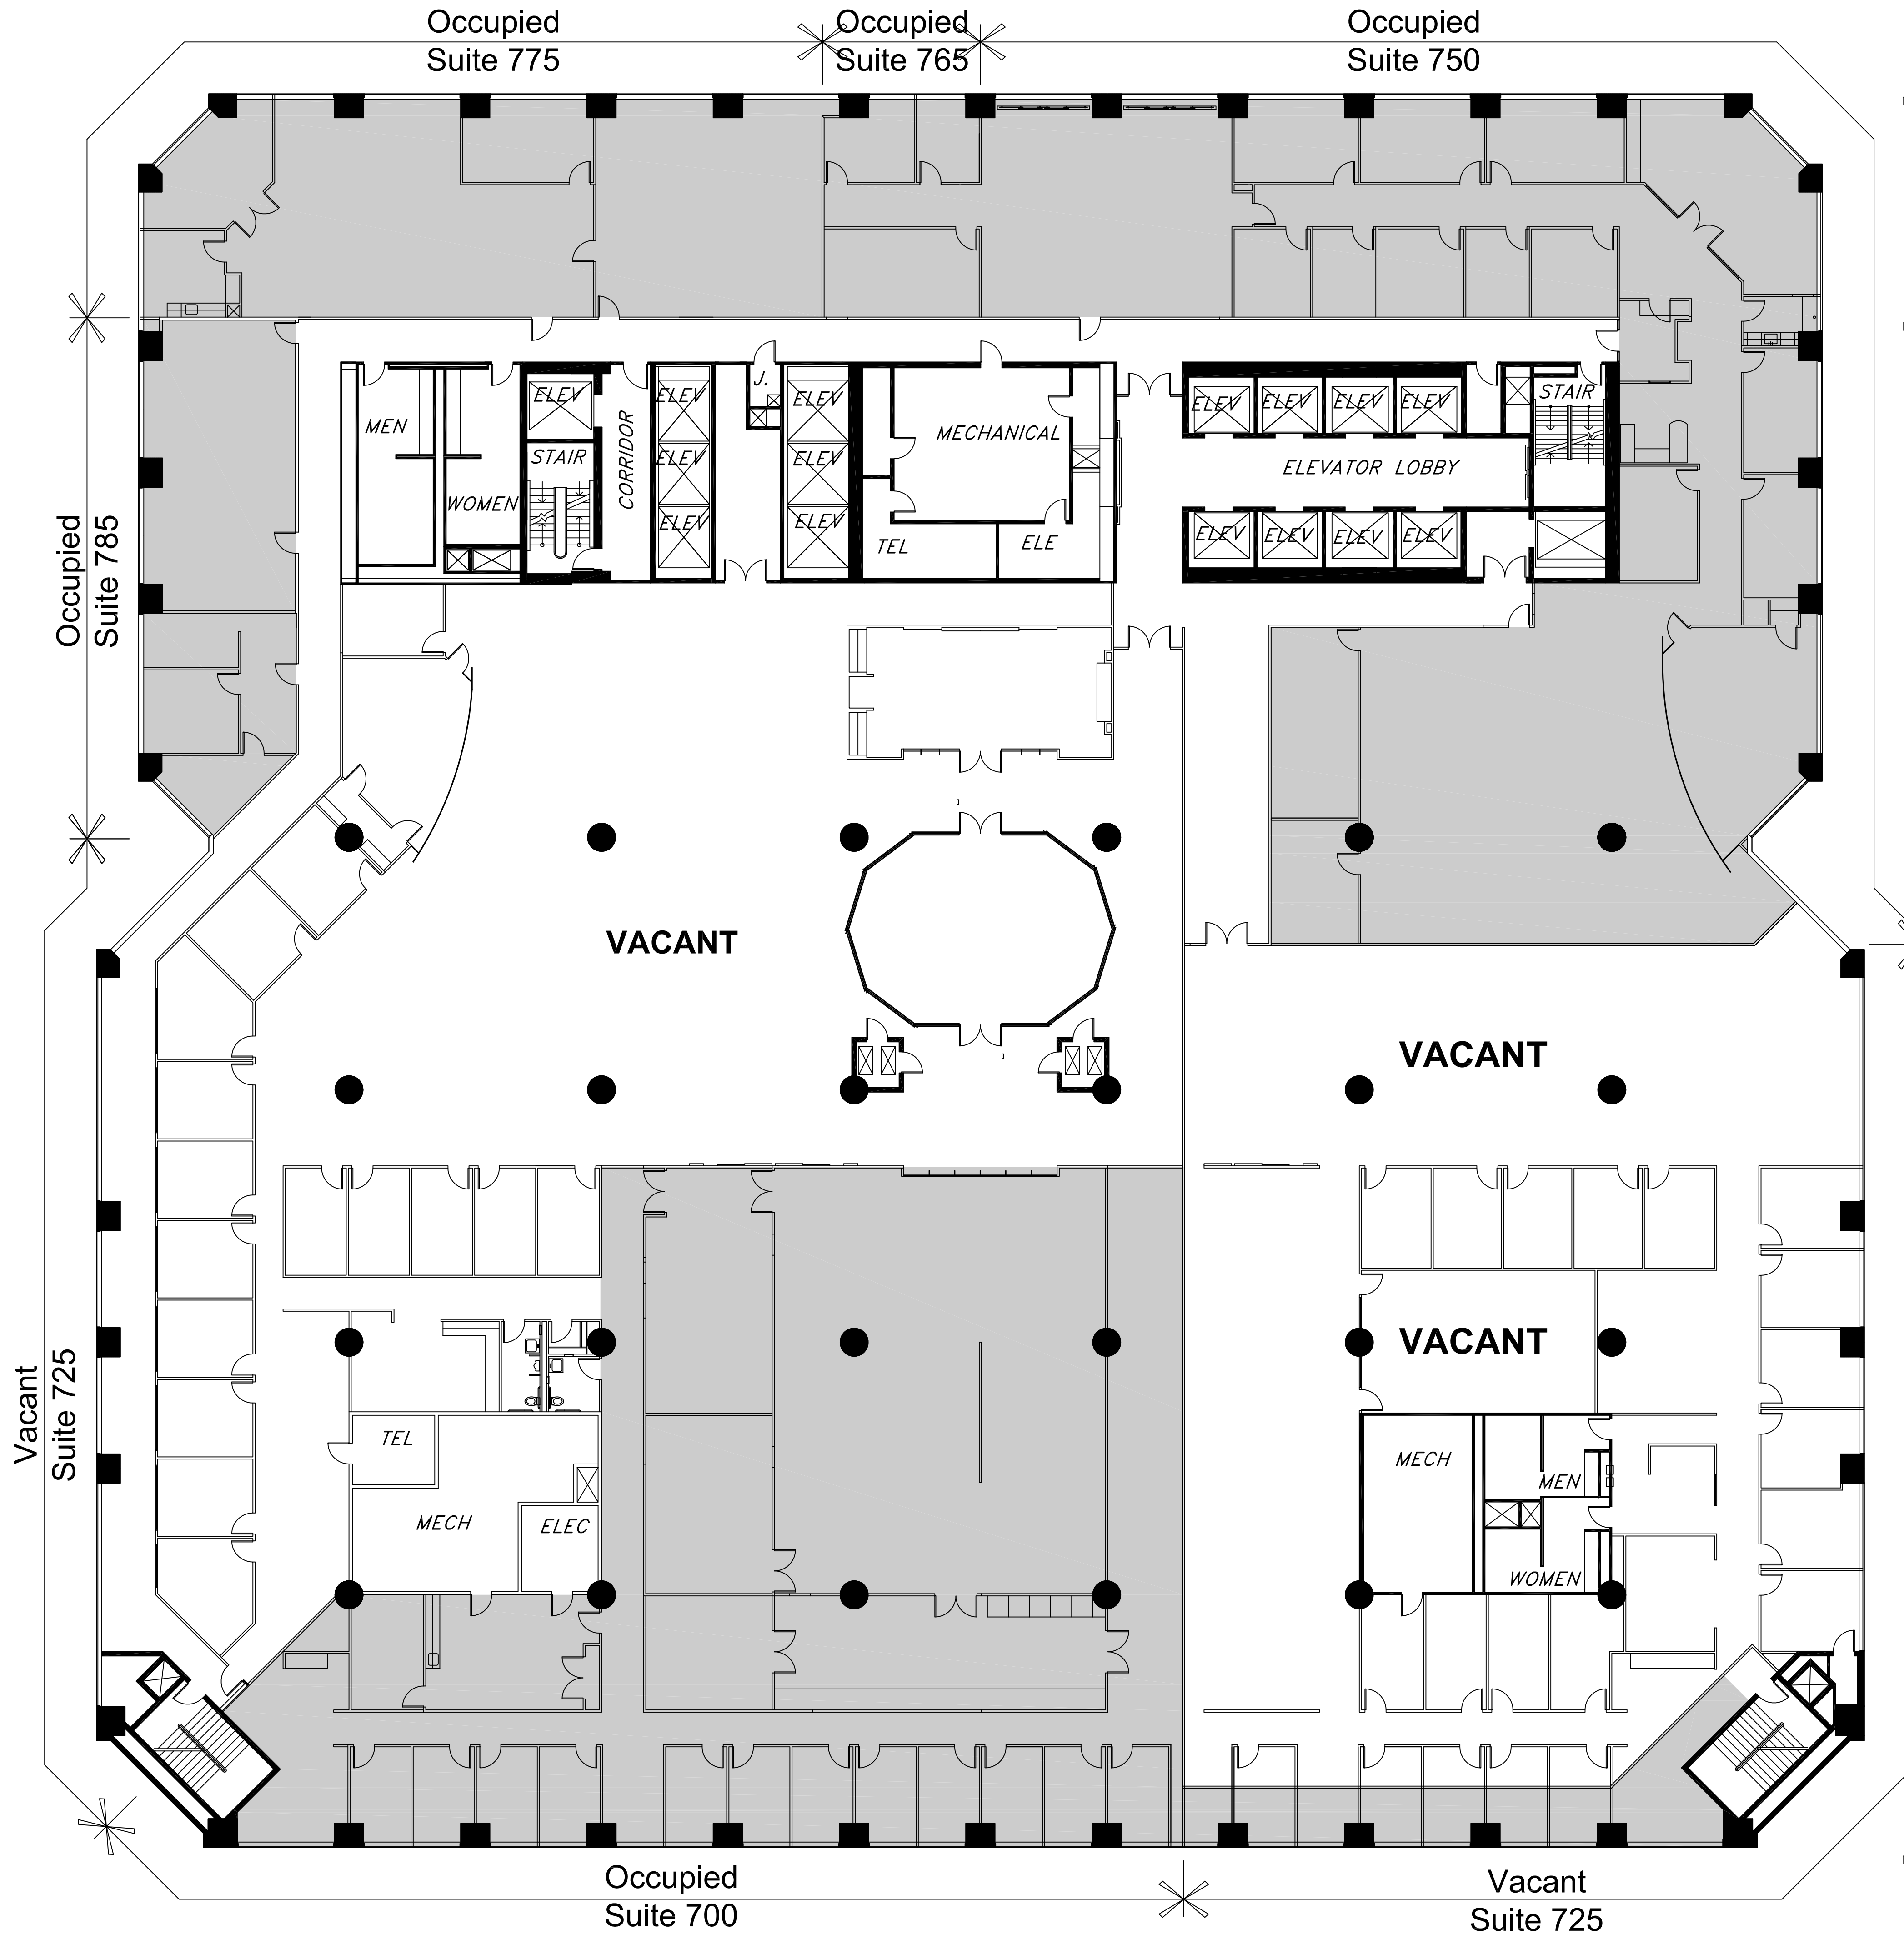 Occupied
Suite 775
Occupied
Suite 765
Occupied
Suite 750
Occupied
Suite 785
MEN
WOMEN
ELEV
STAIR
CORRIDOR
ELEV
ELEV
ELEV
J.
ELEV
ELEV
ELEV
MECHANICAL
TEL
ELE
ELEV
ELEV
ELEV
ELEV
STAIR
ELEVATOR LOBBY
ELEV
ELEV
ELEV
ELEV
VACANT
VACANT
VACANT
Vacant
Suite 725
TEL
MECH
ELEC
MECH
MEN
WOMEN
Occupied
Suite 700
Vacant
Suite 725